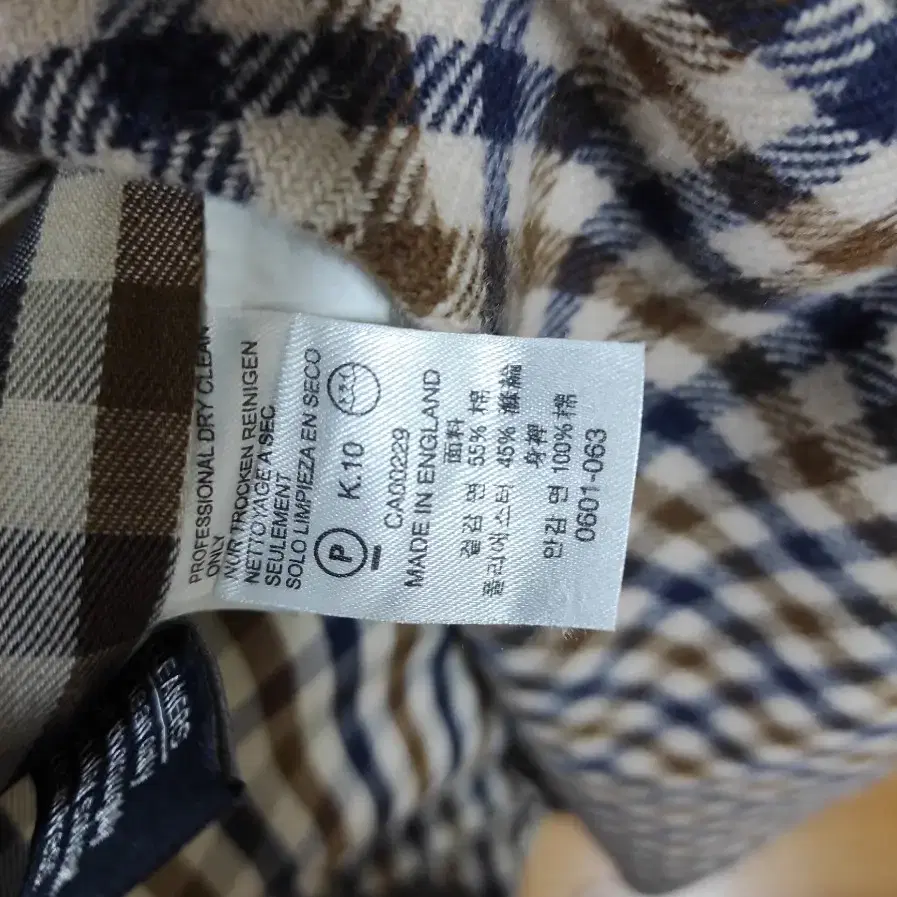 PROFESSIONAL DRY CLEAN
ONLY
NVR TROCKEN REINIGEN
NETTOYAGE A SEC
SEULEMENT
SOLO LIMPIEZA EN SECO
P K.10
CA00229
MADE IN ENGLAND
面料
겉감 면 55% 棉
폴리에스터 45% 滌綸
身裡
안감 면 100% 棉
0601-063